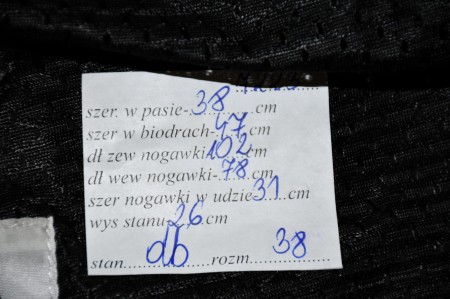 szer. w pasie-38 cm
szer w biodrach-47 cm
dł zew nogawki 102 cm
dł wew nogawki-78 cm
szer nogawki w udzie 31 cm
wys stanu 26 cm
stan db rozm. 38